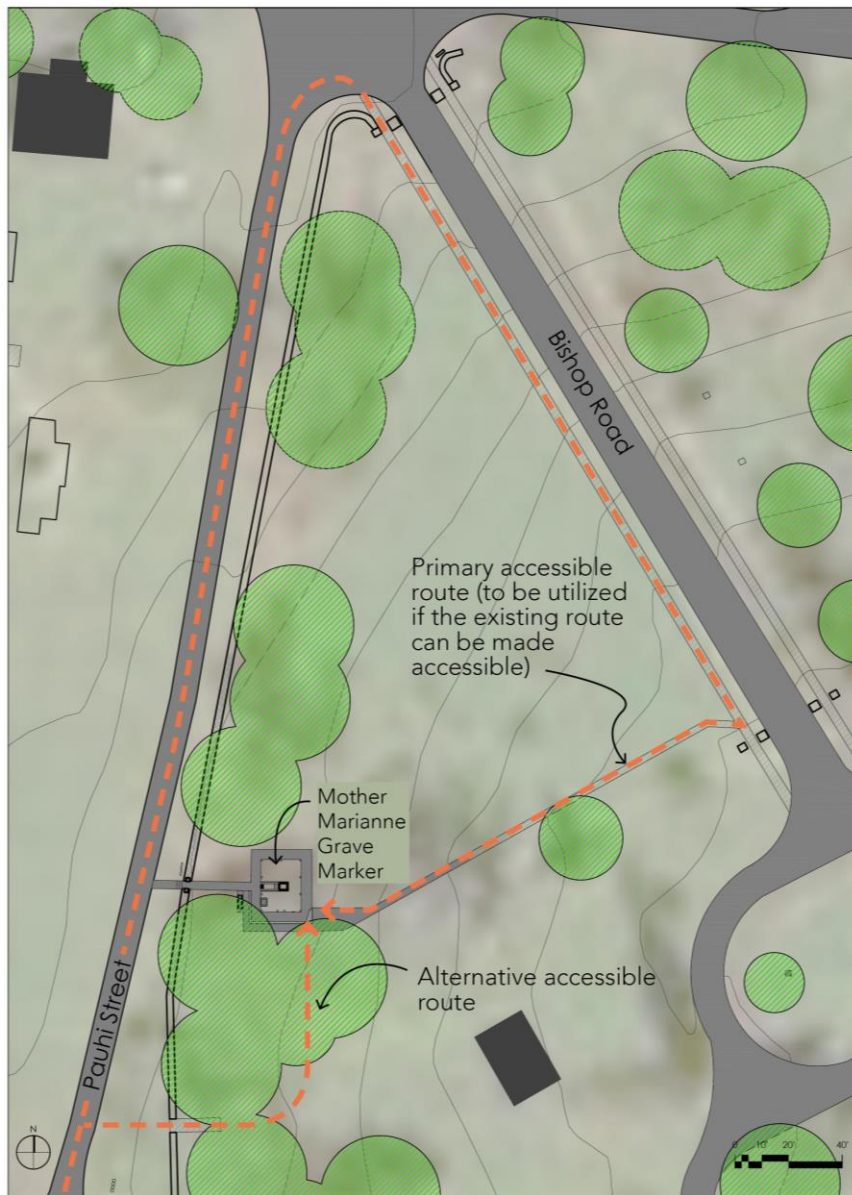 Bishop Road
Primary accessible
route (to be utilized
if the existing route
can be made
accessible)
Mother
Marianne
Grave
Marker
Alternative accessible
route
Pauhi Street
N
0 10' 20' 40'